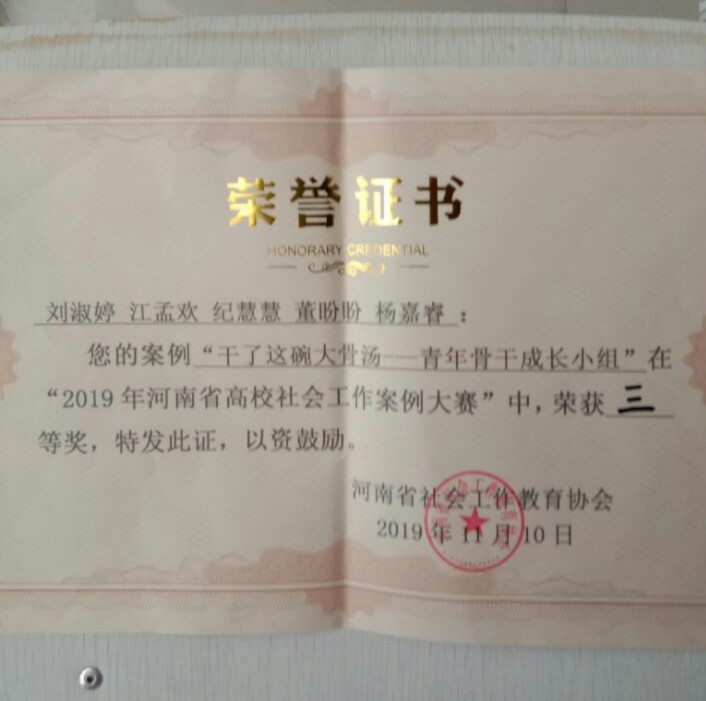 荣誉证书
HONORARY CREDENTIAL
刘淑婷 江孟欢 纪慧慧 董盼盼 杨嘉睿：
您的案例“干了这碗大骨汤---青年骨干成长小组”在
“2019年河南省高校社会工作案例大赛”中，荣获三
等奖，特发此证，以资鼓励。
河南省社会工作教育协会
2019年11月10日